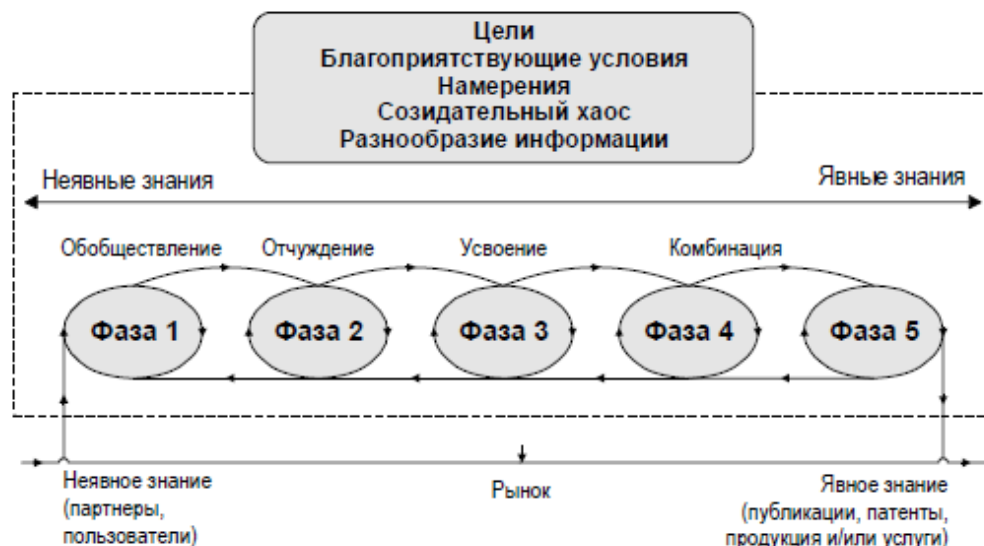 Цели
Благоприятствующие условия
Намерения
Созидательный хаос
Разнообразие информации
Неявные знания
Явные знания
Обобществление
Отчуждение
Усвоение
Комбинация
Фаза 1
Фаза 2
Фаза 3
Фаза 4
Фаза 5
Неявное знание
(партнеры,
пользователи)
Рынок
Явное знание
(публикации, патенты,
продукция и/или услуги)